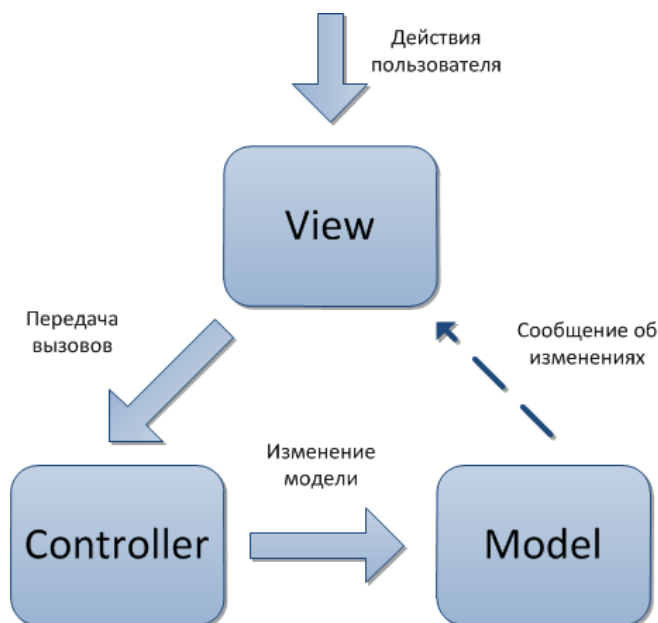 Действия
пользователя
View
Передача
вызовов
Сообщение об
изменениях
Изменение
модели
Controller
Model